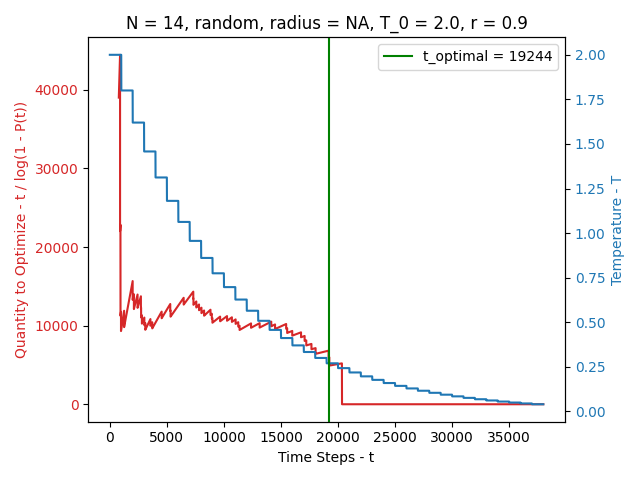 N = 14, random, radius = NA, T_0 = 2.0, r = 0.9
t_optimal = 19244
Quantity to Optimize - t / log(1 - P(t))
40000
30000
20000
10000
0
2.00
1.75
1.50
1.25
1.00
0.75
0.50
0.25
0.00
Temperature - T
0 5000 10000 15000 20000 25000 30000 35000
Time Steps - t